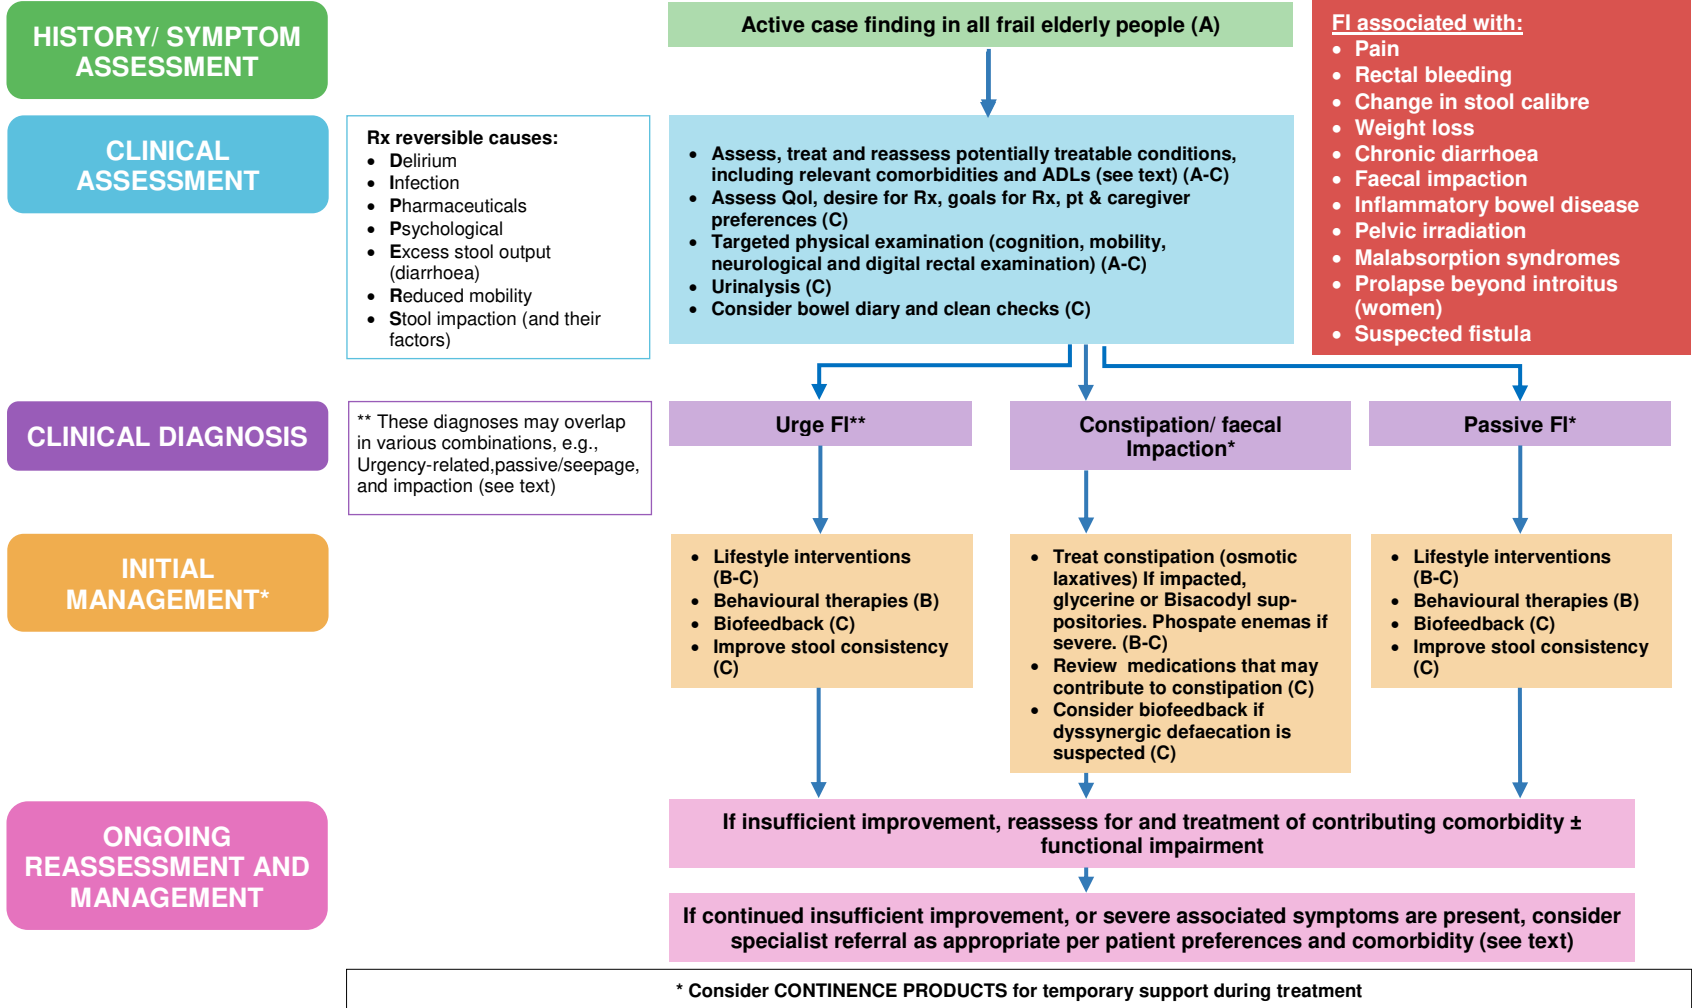 HISTORY/ SYMPTOM
ASSESSMENT
Active case finding in all frail elderly people (A)
FI associated with:
• Pain
• Rectal bleeding
• Change in stool calibre
• Weight loss
• Chronic diarrhoea
• Faecal impaction
• Inflammatory bowel disease
• Pelvic irradiation
• Malabsorption syndromes
• Prolapse beyond introitus
(women)
• Suspected fistula
CLINICAL
ASSESSMENT
Rx reversible causes:
• Delirium
• Infection
• Pharmaceuticals
• Psychological
• Excess stool output
(diarrhoea)
• Reduced mobility
• Stool impaction (and their
factors)
• Assess, treat and reassess potentially treatable conditions,
including relevant comorbidities and ADLs (see text) (A-C)
• Assess Qol, desire for Rx, goals for Rx, pt & caregiver
preferences (C)
• Targeted physical examination (cognition, mobility,
neurological and digital rectal examination) (A-C)
• Urinalysis (C)
• Consider bowel diary and clean checks (C)
CLINICAL DIAGNOSIS
** These diagnoses may overlap
in various combinations, e.g.,
Urgency-related,passive/seepage,
and impaction (see text)
Urge FI**
Constipation/ faecal
Impaction*
Passive FI*
INITIAL
MANAGEMENT*
• Lifestyle interventions
(B-C)
• Behavioural therapies (B)
• Biofeedback (C)
• Improve stool consistency
(C)
• Treat constipation (osmotic
laxatives) If impacted,
glycerine or Bisacodyl sup-
positories. Phospate enemas if
severe. (B-C)
• Review medications that may
contribute to constipation (C)
• Consider biofeedback if
dyssynergic defaecation is
suspected (C)
• Lifestyle interventions
(B-C)
• Behavioural therapies (B)
• Biofeedback (C)
• Improve stool consistency
(C)
ONGOING
REASSESSMENT AND
MANAGEMENT
If insufficient improvement, reassess for and treatment of contributing comorbidity ±
functional impairment
If continued insufficient improvement, or severe associated symptoms are present, consider
specialist referral as appropriate per patient preferences and comorbidity (see text)
* Consider CONTINENCE PRODUCTS for temporary support during treatment